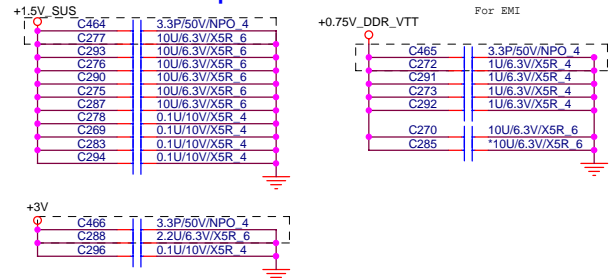 +1.5V_SUS
C464 3.3P/50V/NPO_4
C277 10U/6.3V/X5R_6
C293 10U/6.3V/X5R_6
C276 10U/6.3V/X5R_6
C290 10U/6.3V/X5R_6
C275 10U/6.3V/X5R_6
C287 10U/6.3V/X5R_6
C278 0.1U/10V/X5R_4
C269 0.1U/10V/X5R_4
C283 0.1U/10V/X5R_4
C294 0.1U/10V/X5R_4
For EMI
+0.75V_DDR_VTT
C465 3.3P/50V/NPO_4
C272 1U/6.3V/X5R_4
C291 1U/6.3V/X5R_4
C273 1U/6.3V/X5R_4
C292 1U/6.3V/X5R_4
C270 10U/6.3V/X5R_6
C285 *10U/6.3V/X5R_6
+3V
C466 3.3P/50V/NPO_4
C288 2.2U/6.3V/X5R_6
C296 0.1U/10V/X5R_4